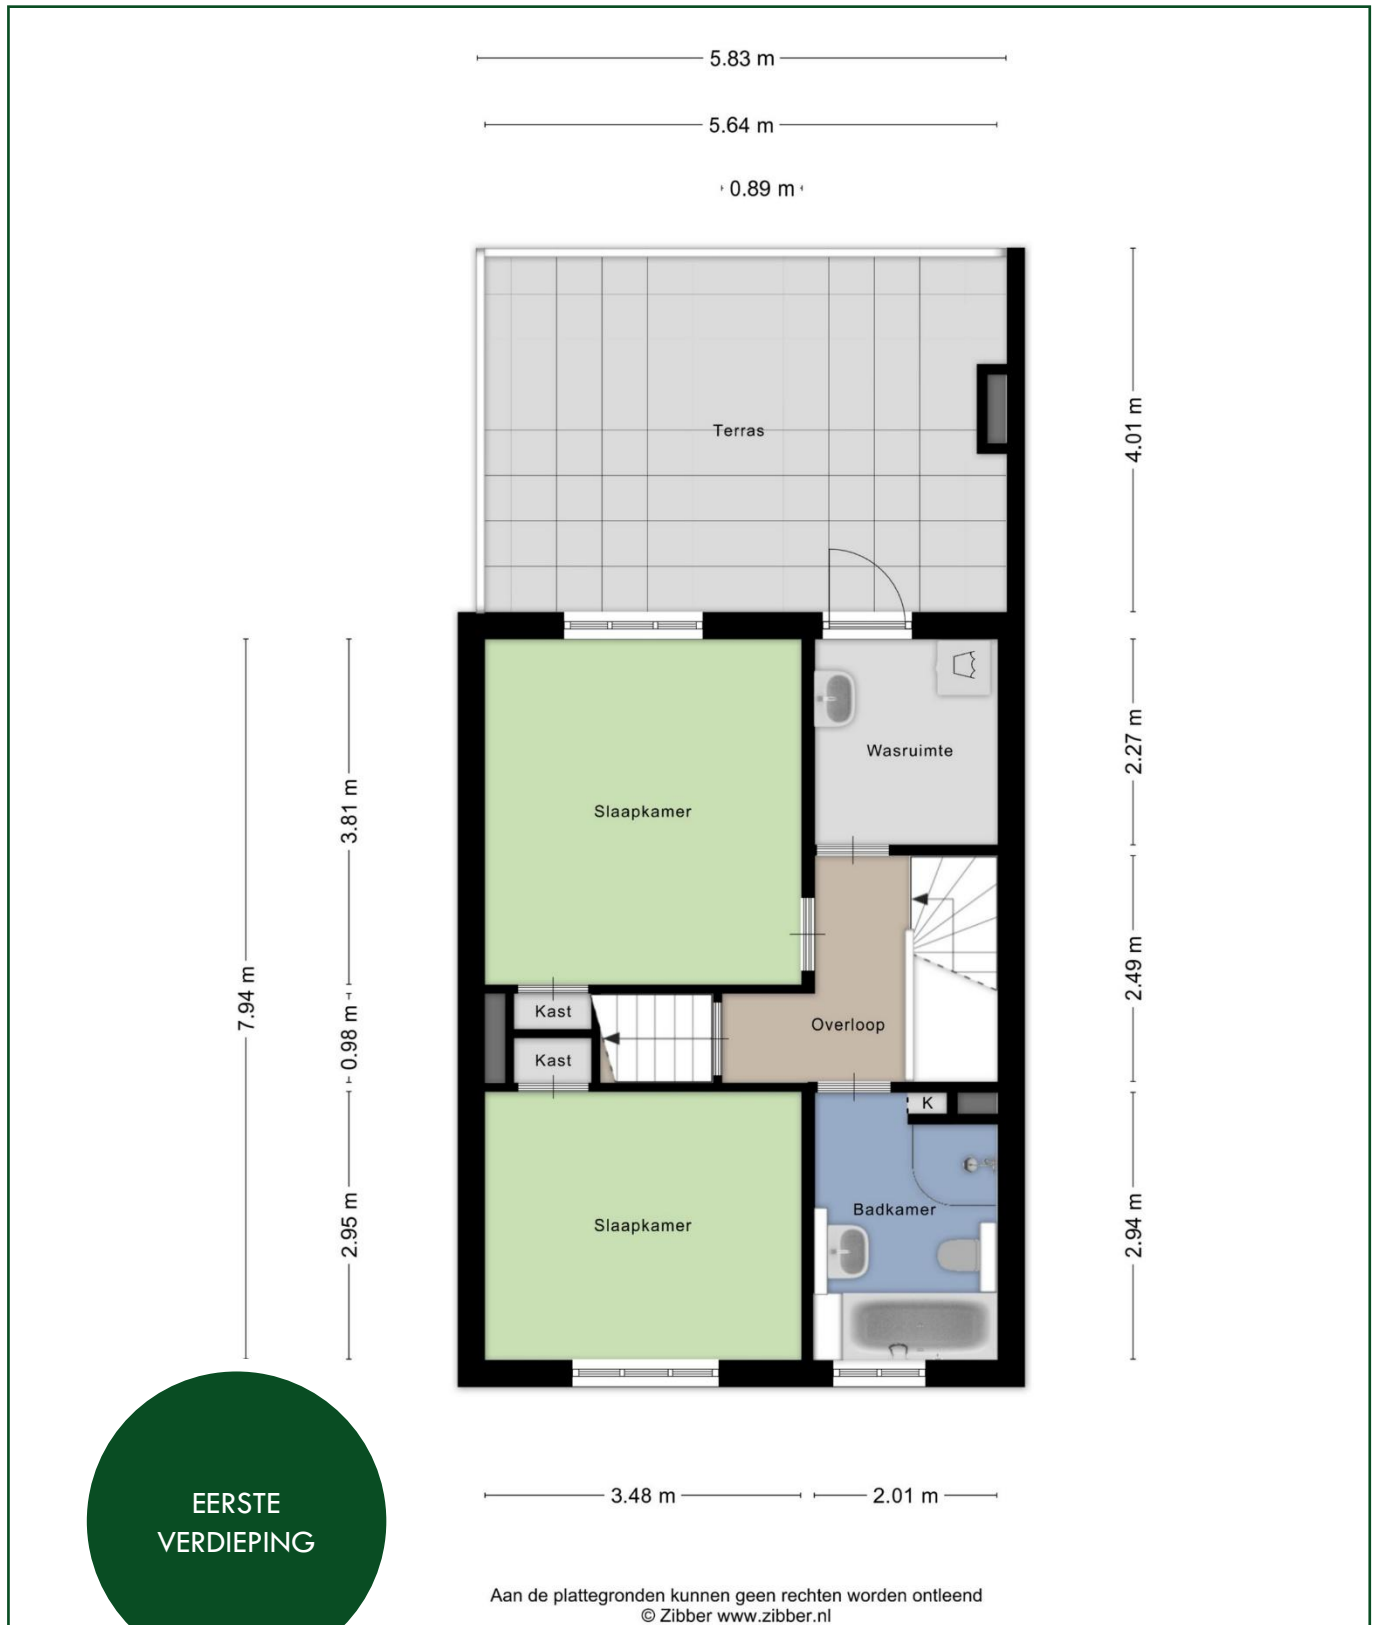 5.83 m
5.64 m
0.89 m
4.01 m
Terras
2.27 m
Wasruimte
3.81 m
Slaapkamer
7.94 m
2.49 m
0.98 m
Kast
Overloop
Kast
K
2.95 m
2.94 m
Badkamer
Slaapkamer
3.48 m
2.01 m
EERSTE
VERDIEPING
Aan de plattegronden kunnen geen rechten worden ontleend
© Zibber www.zibber.nl